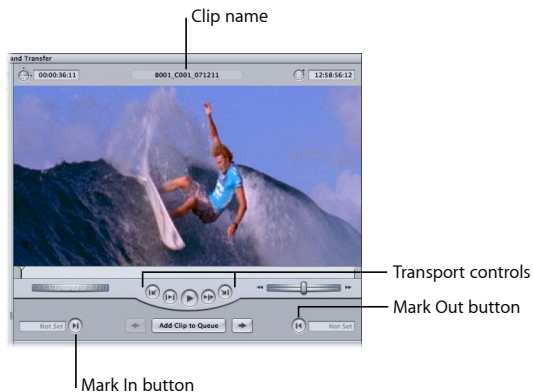 Clip name
and Transfer
00:00:36:11
B001_C001_071211
12:58:56:12
Transport controls
Mark Out button
Not Set
Add Clip to Queue
Not Set
Mark In button